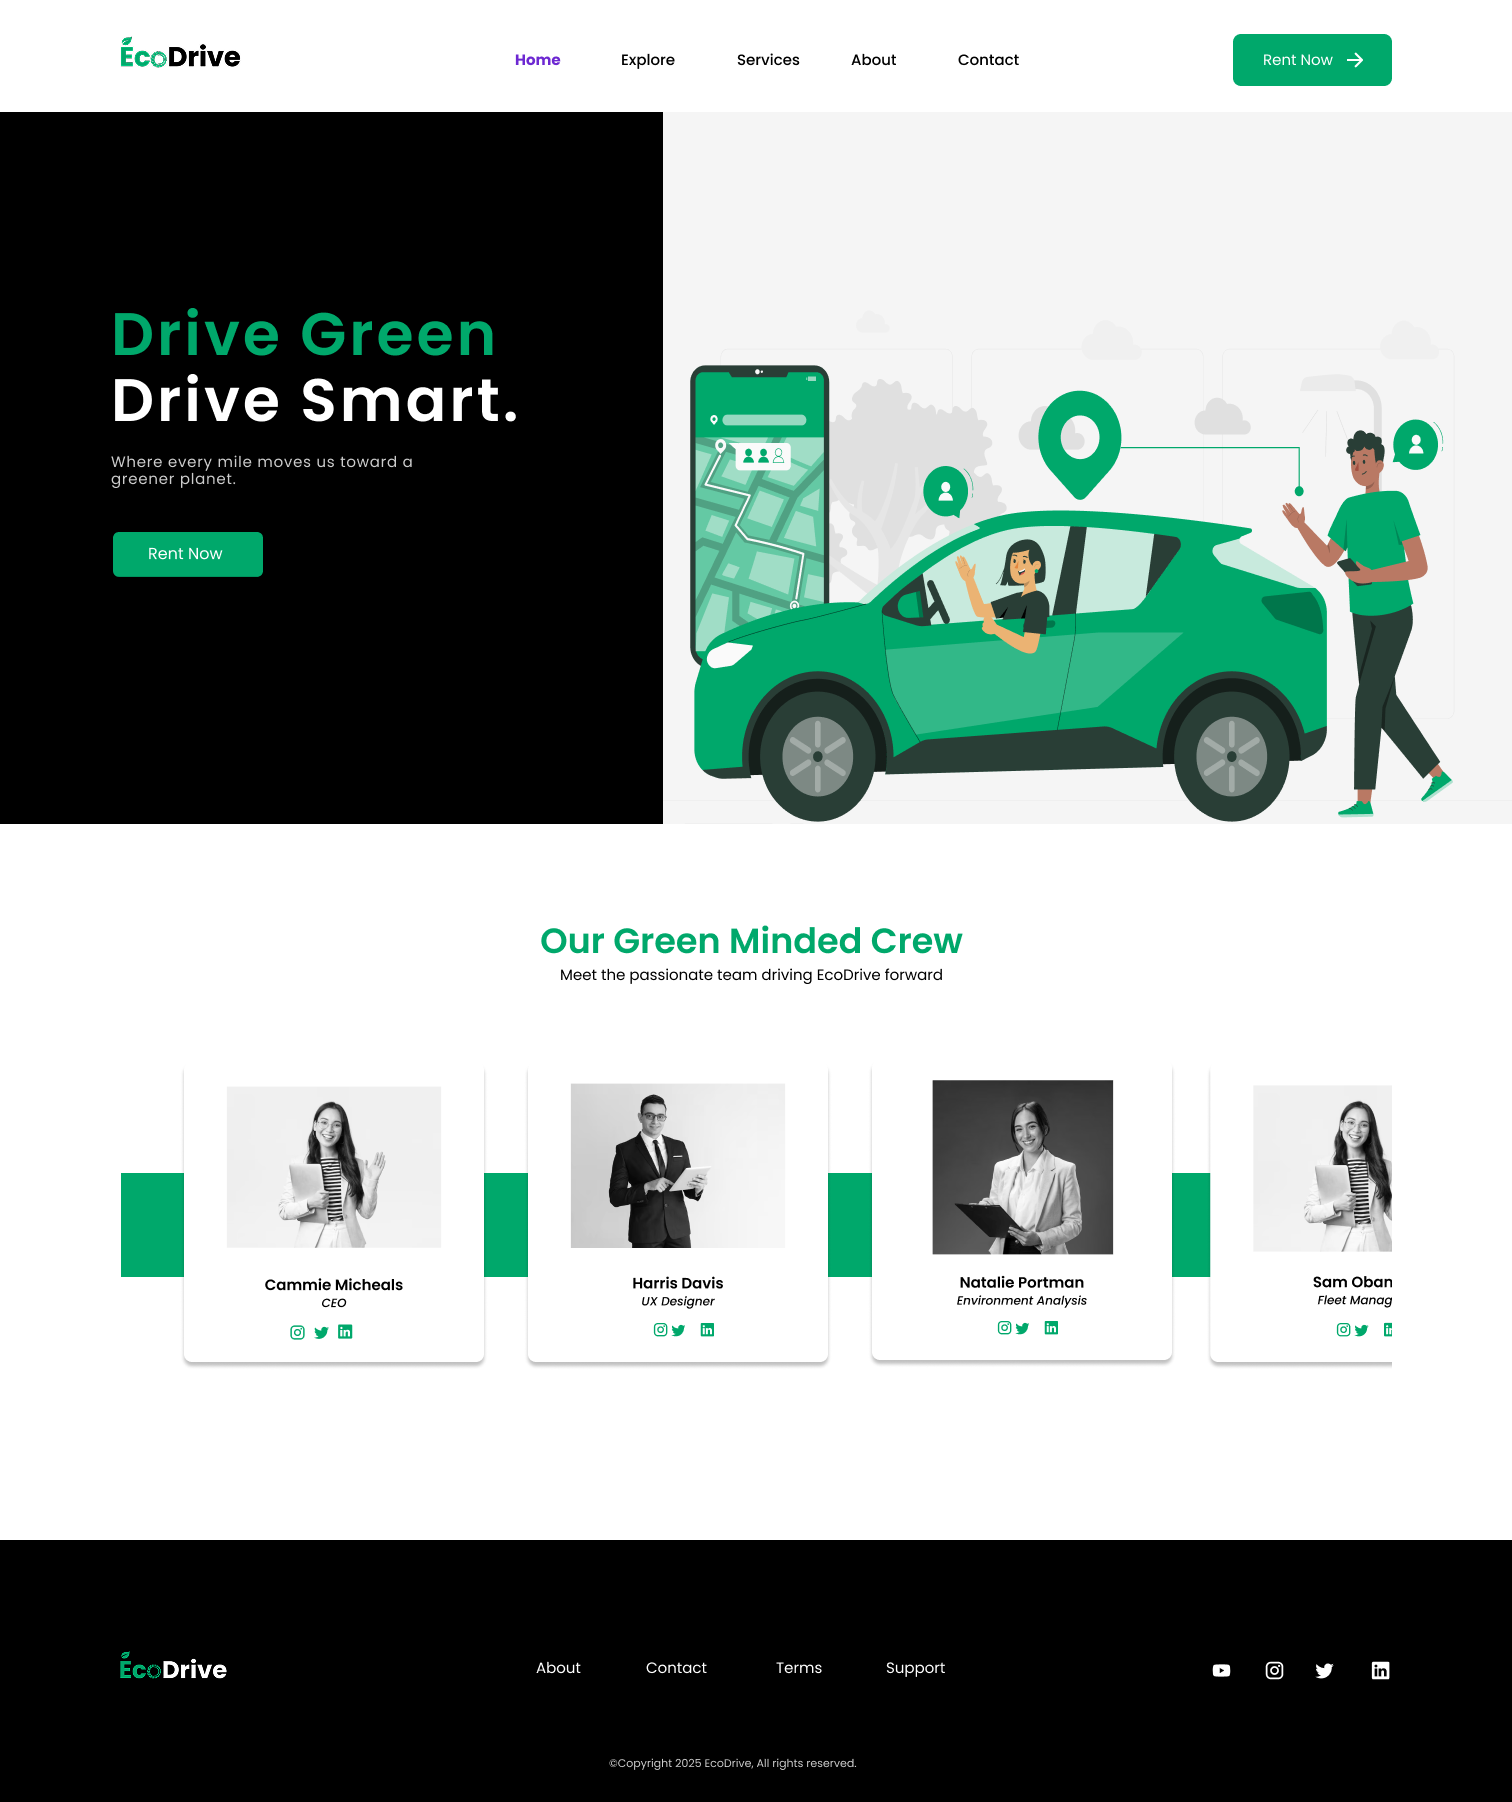 EcoDrive
Home Explore Services About Contact
Rent Now
Drive Green
Drive Smart.
Where every mile moves us toward a
greener planet.
Rent Now
Our Green Minded Crew
Meet the passionate team driving EcoDrive forward
Cammie Micheals
CEO
Harris Davis
UX Designer
Natalie Portman
Environment Analysis
Sam Oban
Fleet Manag
EcoDrive
About Contact Terms Support
©Copyright 2025 EcoDrive, All rights reserved.